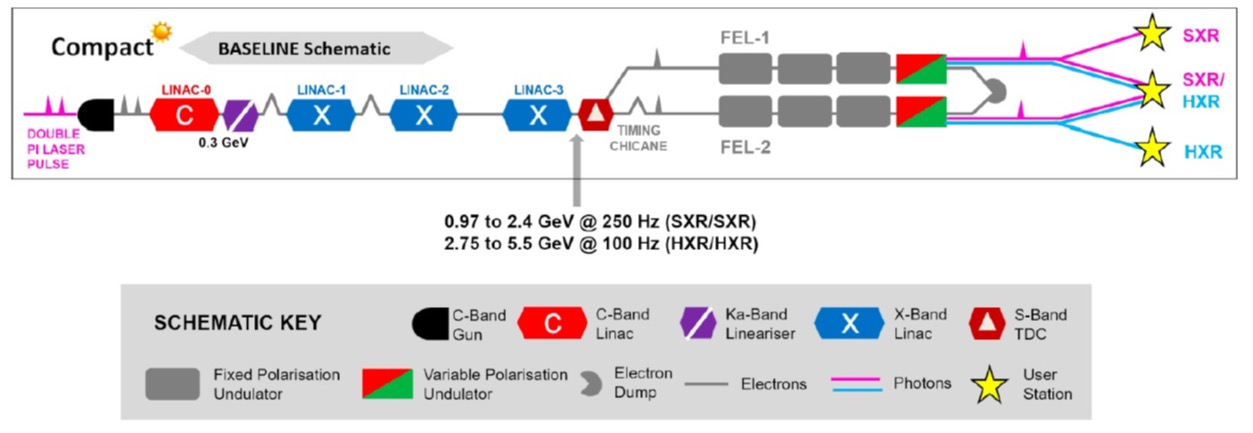 Compact
BASELINE Schematic
FEL-1
SXR
LINAC-0
LINAC-1
LINAC-2
LINAC-3
SXR/
HXR
C
X
X
X
DOUBLE
PI LASER
PULSE
0.3 GeV
TIMING
CHICANE
FEL-2
HXR
0.97 to 2.4 GeV @ 250 Hz (SXR/SXR)
2.75 to 5.5 GeV @ 100 Hz (HXR/HXR)
SCHEMATIC KEY
C-Band
Gun
C
C-Band
Linac
Ka-Band
Lineariser
X
X-Band
Linac
S-Band
TDC
Fixed Polarisation
Undulator
Variable Polarisation
Undulator
Electron
Dump
Electrons
Photons
User
Station